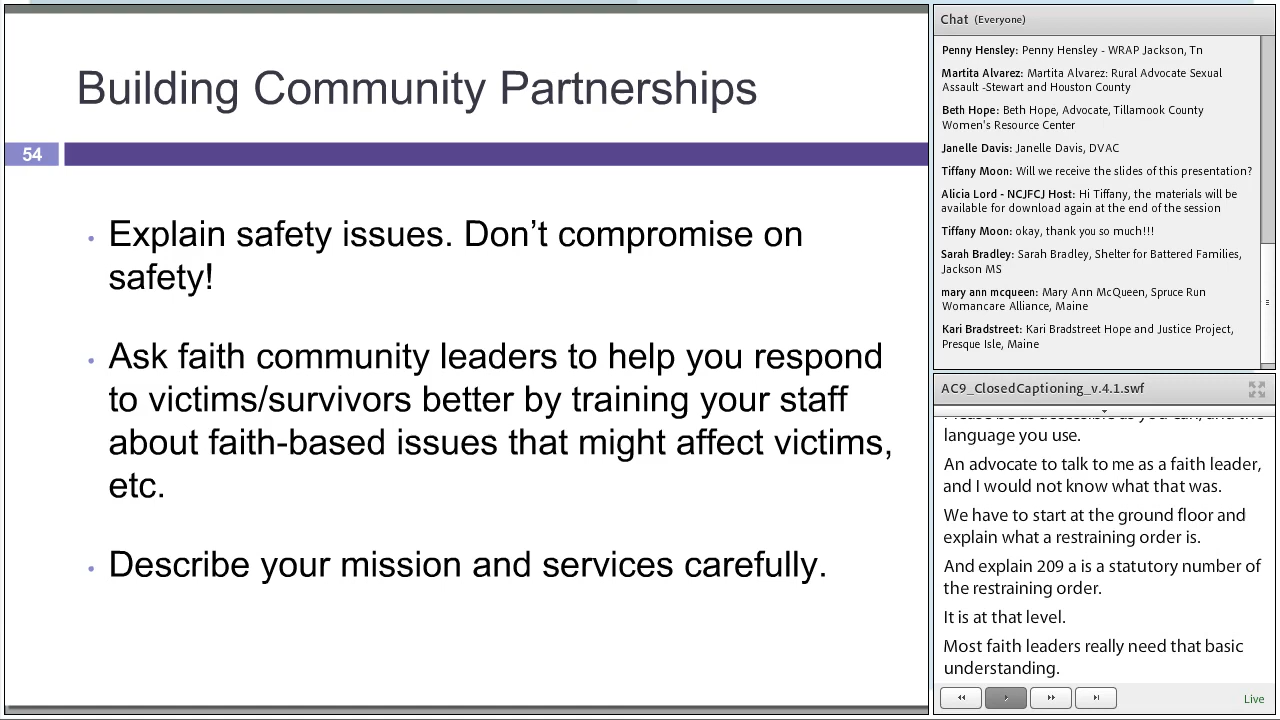 Building Community Partnerships
54
• Explain safety issues. Don't compromise on
safety!
• Ask faith community leaders to help you respond
to victims/survivors better by training your staff
about faith-based issues that might affect victims,
etc.
• Describe your mission and services carefully.
Chat (Everyone)
Penny Hensley: Penny Hensley - WRAP Jackson, Tn
Martita Alvarez: Martita Alvarez: Rural Advocate Sexual
Assault -Stewart and Houston County
Beth Hope: Beth Hope, Advocate, Tillamook County
Women's Resource Center
Janelle Davis: Janelle Davis, DVAC
Tiffany Moon: Will we receive the slides of this presentation?
Alicia Lord - NCJFCJ Host: Hi Tiffany, the materials will be
available for download again at the end of the session
Tiffany Moon: okay, thank you so much!!!
Sarah Bradley: Sarah Bradley, Shelter for Battered Families,
Jackson MS
mary ann mcqueen: Mary Ann McQueen, Spruce Run
Womancare Alliance, Maine
Kari Bradstreet: Kari Bradstreet Hope and Justice Project,
Presque Isle, Maine
AC9_ClosedCaptioning_v.4.1.swf
language you use.
An advocate to talk to me as a faith leader,
and I would not know what that was.
We have to start at the ground floor and
explain what a restraining order is.
And explain 209 a is a statutory number of
the restraining order.
It is at that level.
Most faith leaders really need that basic
understanding.
Live